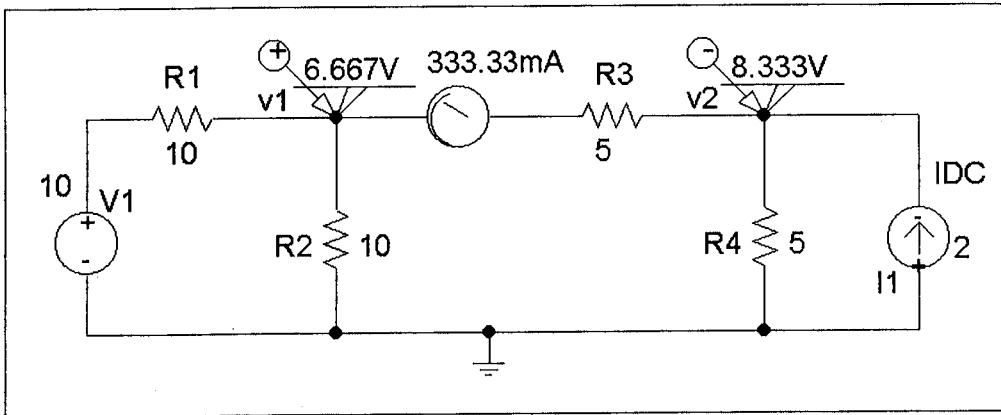 + 6.667V 333.33mA - 8.333V
R1 v1 R3 v2
10 5
10 V1 + - R2 10 R4 5 IDC - + I1 2